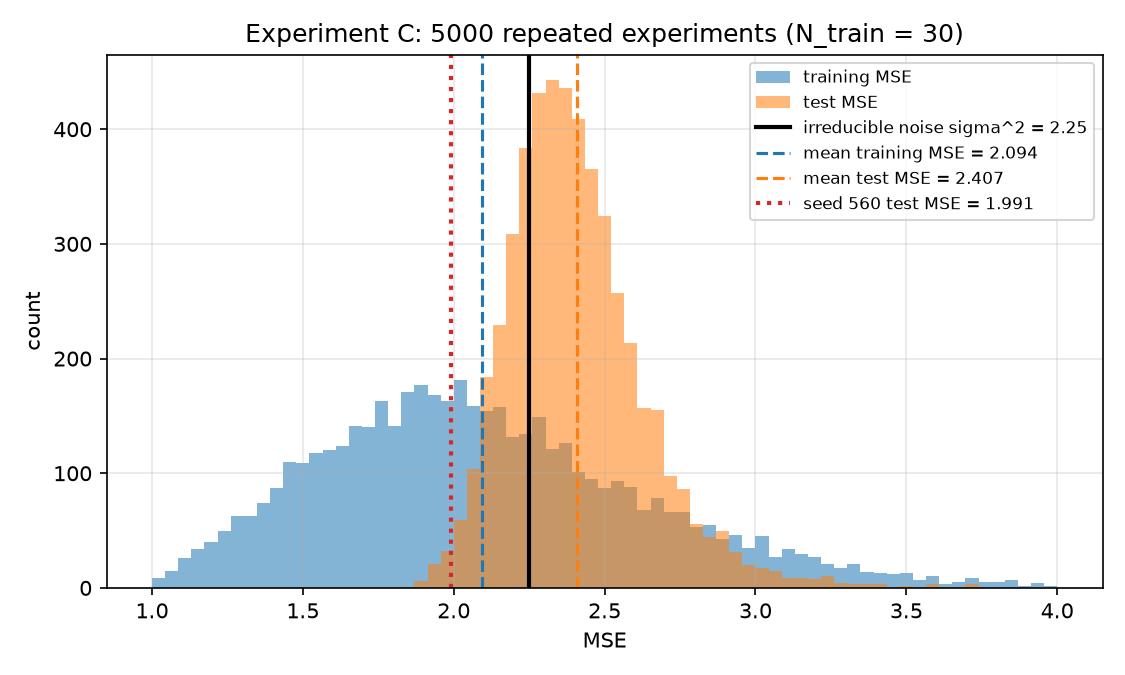 Experiment C: 5000 repeated experiments (N_train = 30)
training MSE
test MSE
irreducible noise sigma^2 = 2.25
mean training MSE = 2.094
mean test MSE = 2.407
seed 560 test MSE = 1.991
count
400
300
200
100
0
1.0 1.5 2.0 2.5 3.0 3.5 4.0
MSE